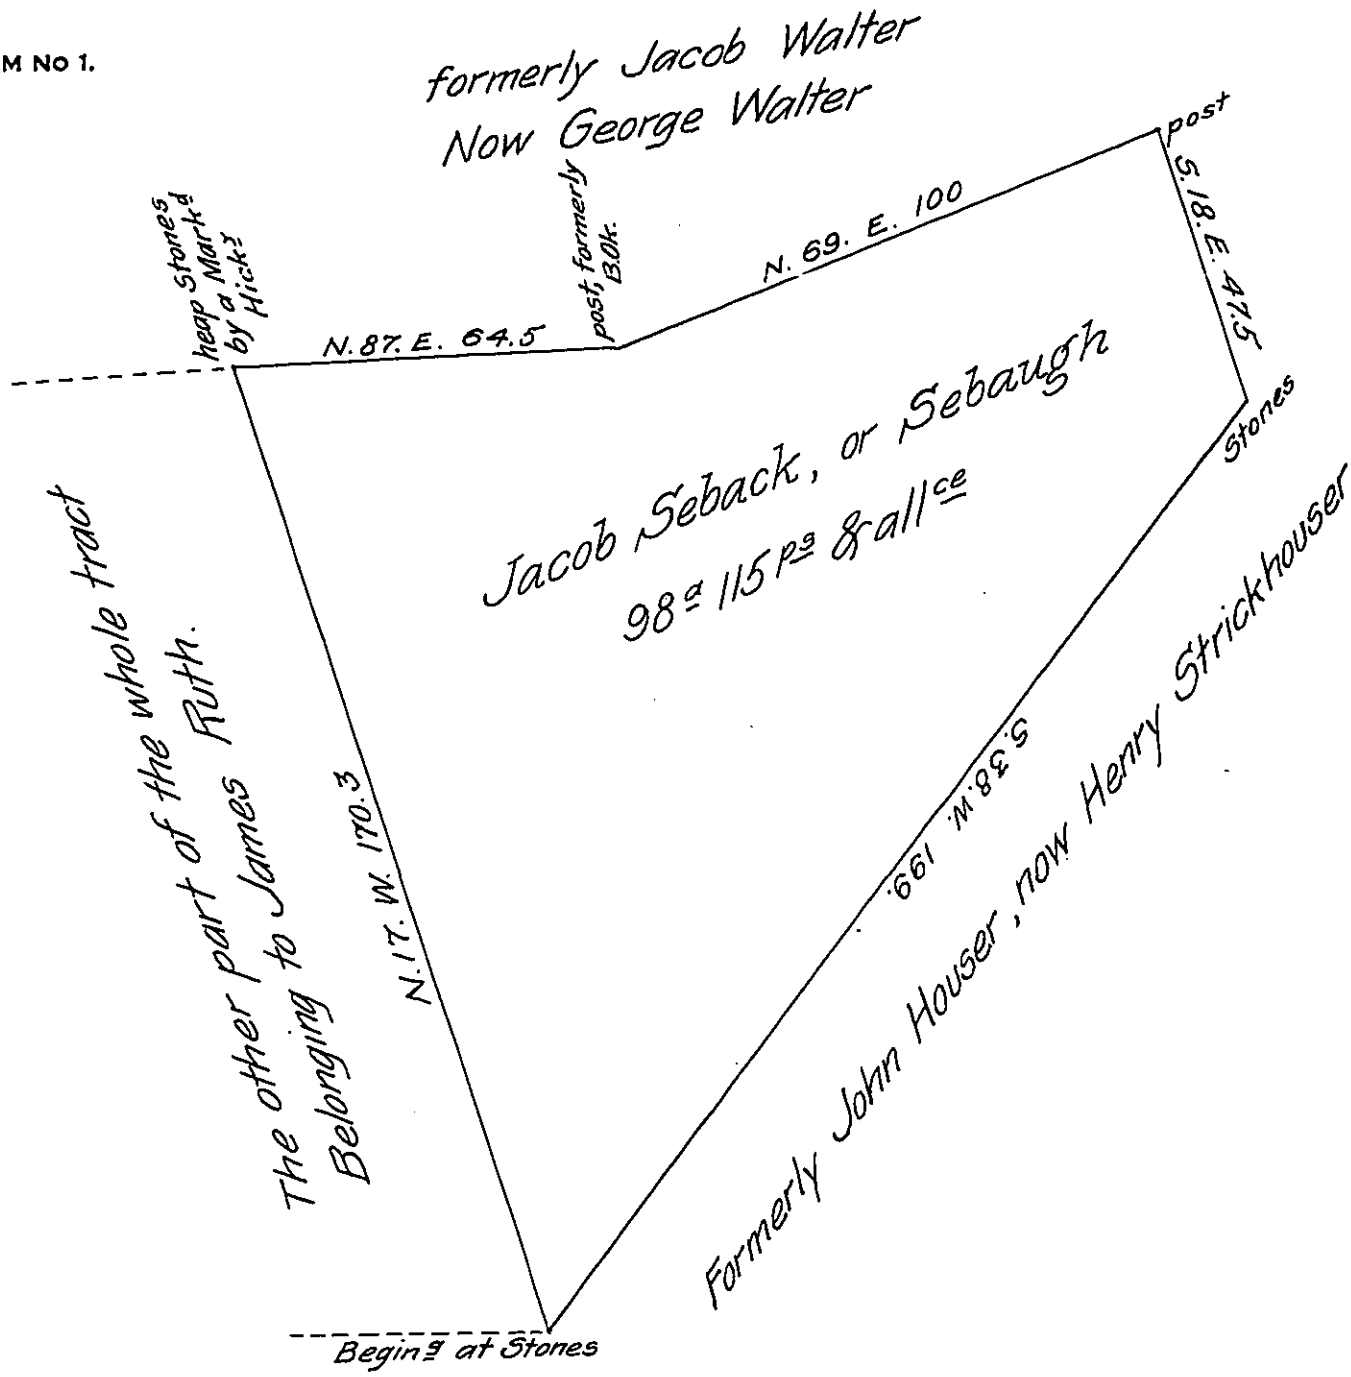 M No 1.
formerly Jacob Walter
Now George Walter
heap Stones
by a Markd
Hicky
post, formerly
B.Ok.
post
N. 87. E. 64.5
N. 69. E. 100
S. 18. E. 47.5
Stones
Jacob Seback, or Sebaugh
98a 115 ps & allce
The other part of the whole tract
Belonging to James Ruth.
N. 17. W. 170.3
S. 38. W. 199.
Formerly John Houser, now Henry Strickhouser
Beging at Stones